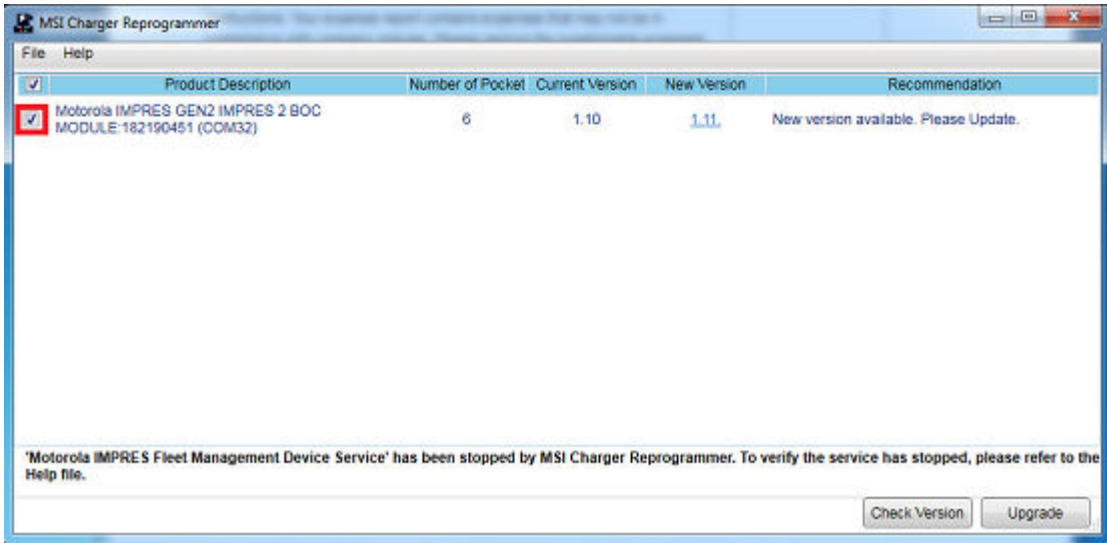 MSI Charger Reprogrammer
File Help
Product Description Number of Pocket Current Version New Version Recommendation
Motorola IMPRES GEN2 IMPRES 2 BOC
MODULE:182190451 (COM32) 6 1.10 1.11. New version available. Please Update.
'Motorola IMPRES Fleet Management Device Service' has been stopped by MSI Charger Reprogrammer. To verify the service has stopped, please refer to the
Help file.
Check Version Upgrade